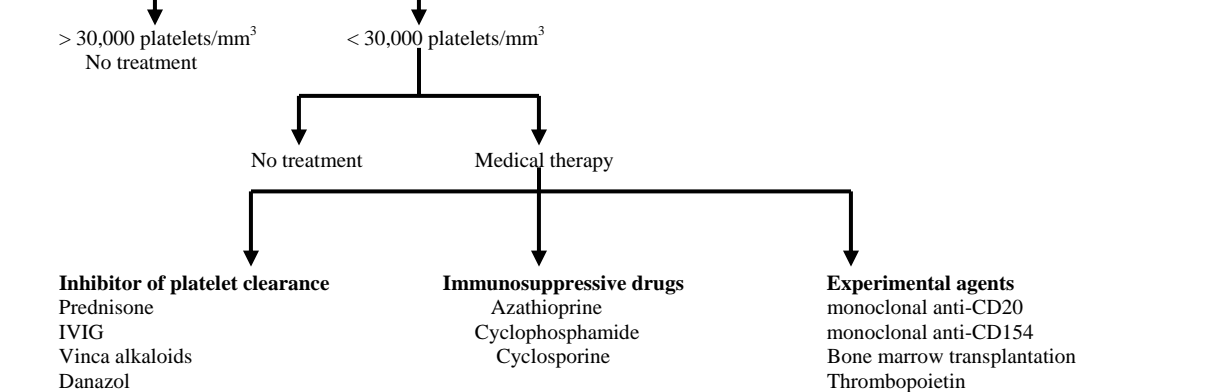 > 30,000 platelets/mm³ < 30,000 platelets/mm³
No treatment
No treatment Medical therapy
Inhibitor of platelet clearance Immunosuppressive drugs Experimental agents
Prednisone Azathioprine monoclonal anti-CD20
IVIG Cyclophosphamide monoclonal anti-CD154
Vinca alkaloids Cyclosporine Bone marrow transplantation
Danazol Thrombopoietin